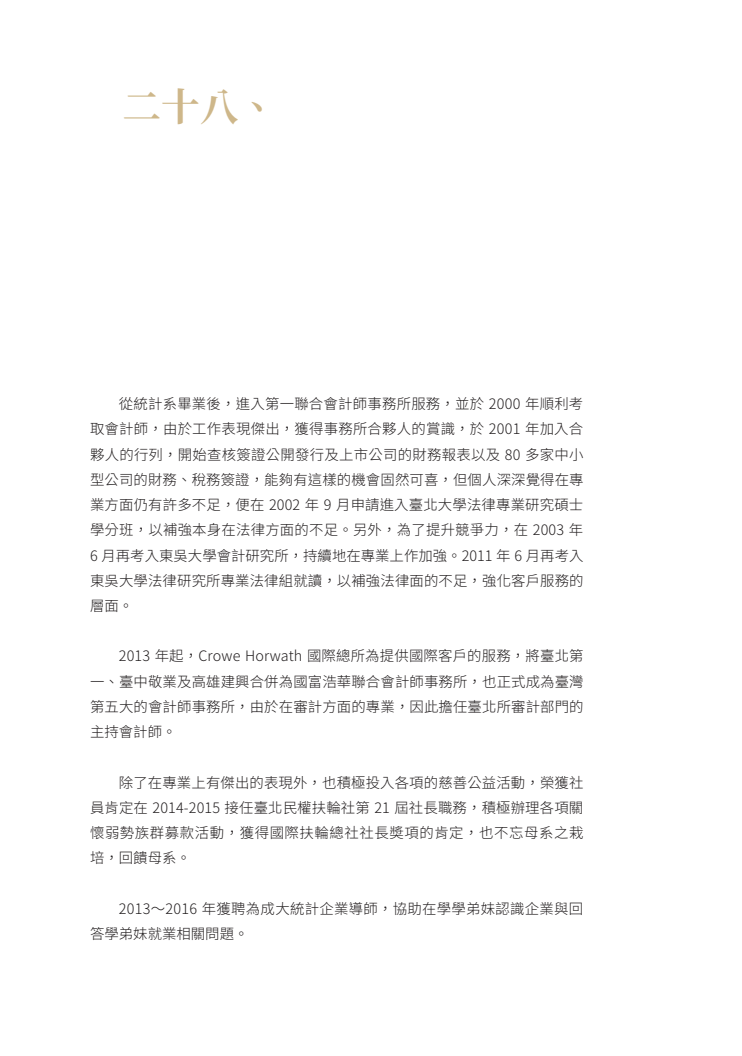 二十八、
從統計系畢業後，進入第一聯合會計師事務所服務，並於 2000 年順利考
取會計師，由於工作表現傑出，獲得事務所合夥人的賞識，於 2001 年加入合
夥人的行列，開始查核簽證公開發行及上市公司的財務報表以及 80 多家中小
型公司的財務、稅務簽證，能夠有這樣的機會固然可喜，但個人深深覺得在專
業方面仍有許多不足，便在 2002 年 9 月申請進入臺北大學法律專業研究碩士
學分班，以補強本身在法律方面的不足。另外，為了提升競爭力，在 2003 年
6 月再考入東吳大學會計研究所，持續地在專業上作加強。2011 年 6 月再考入
東吳大學法律研究所專業法律組就讀，以補強法律面的不足，強化客戶服務的
層面。
2013 年起，Crowe Horwath 國際總所為提供國際客戶的服務，將臺北第
一、臺中敬業及高雄建興合併為國富浩華聯合會計師事務所，也正式成為臺灣
第五大的會計師事務所，由於在審計方面的專業，因此擔任臺北所審計部門的
主持會計師。
除了在專業上有傑出的表現外，也積極投入各項的慈善公益活動，榮獲社
員肯定在 2014-2015 接任臺北民權扶輪社第 21 屆社長職務，積極辦理各項關
懷弱勢族群募款活動，獲得國際扶輪總社社長獎項的肯定，也不忘母系之栽
培，回饋母系。
2013～2016 年獲聘為成大統計企業導師，協助在學學弟妹認識企業與回
答學弟妹就業相關問題。